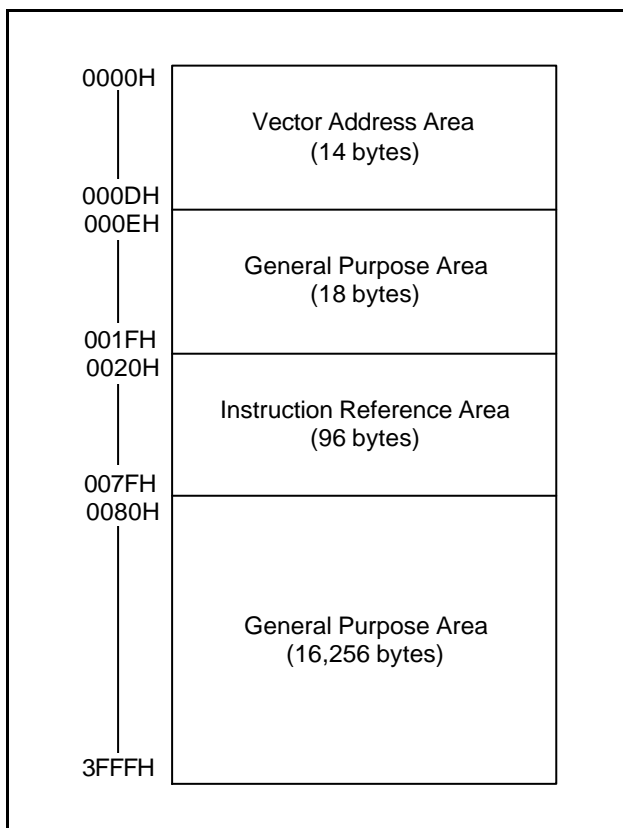 0000H
Vector Address Area
(14 bytes)
000DH
000EH
General Purpose Area
(18 bytes)
001FH
0020H
Instruction Reference Area
(96 bytes)
007FH
0080H
General Purpose Area
(16,256 bytes)
3FFFH